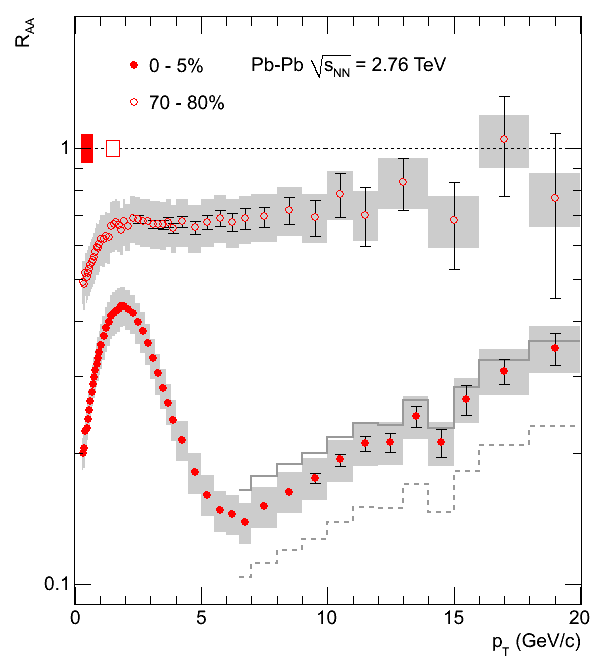 R_AA
0 - 5%
Pb-Pb √s_NN = 2.76 TeV
70 - 80%
1
0.1
0 5 10 15 20
p_T (GeV/c)